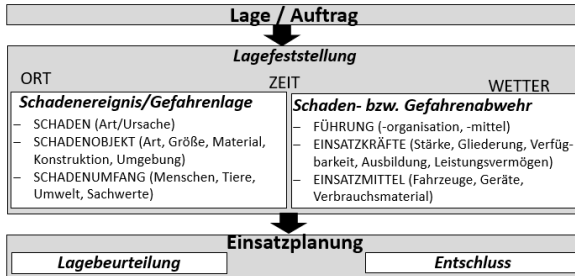 Lage / Auftrag
Lagefeststellung
ORT
ZEIT
WETTER
Schadenereignis/Gefahrenlage
– SCHADEN (Art/Ursache)
– SCHADENOBJEKT (Art, Größe, Material,
Konstruktion, Umgebung)
– SCHADENUMFANG (Menschen, Tiere,
Umwelt, Sachwerte)
Schaden- bzw. Gefahrenabwehr
– FÜHRUNG (-organisation, -mittel)
– EINSATZKRÄFTE (Stärke, Gliederung, Verfüg-
barkeit, Ausbildung, Leistungsvermögen)
– EINSATZMITTEL (Fahrzeuge, Geräte,
Verbrauchsmaterial)
Einsatzplanung
Lagebeurteilung
Entschluss